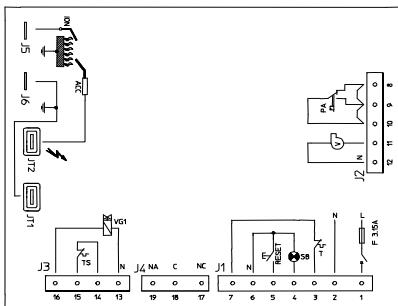 J5
ION
J6
ACC
JT2
JT1
PA
8
9
10
11
12
V
N
J2
VG1
TS
N
J3
16
15
14
13
J4
NA
C
NC
19
18
17
J1
E
RESET
SB
T
N
L
F 3.15A
7
6
5
4
3
2
1
N